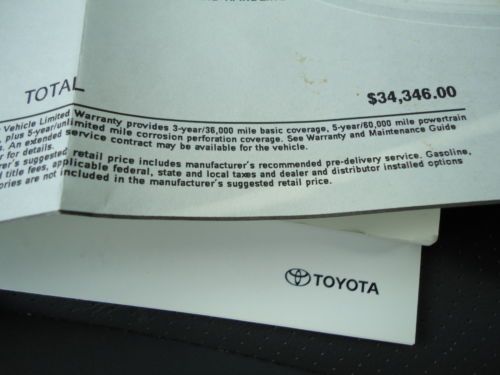 TOTAL $34,346.00
Vehicle Limited Warranty provides 3-year/36,000 mile basic coverage, 5-year/60,000 mile powertrain
plus 5-year/unlimited mile corrosion perforation coverage. See Warranty and Maintenance Guide
An extended service contract may be available for the vehicle.
for details.
suggested retail price includes manufacturer's recommended pre-delivery service. Gasoline,
title fees, applicable federal, state and local taxes and dealer and distributor installed options
are not included in the manufacturer's suggested retail price.
TOYOTA